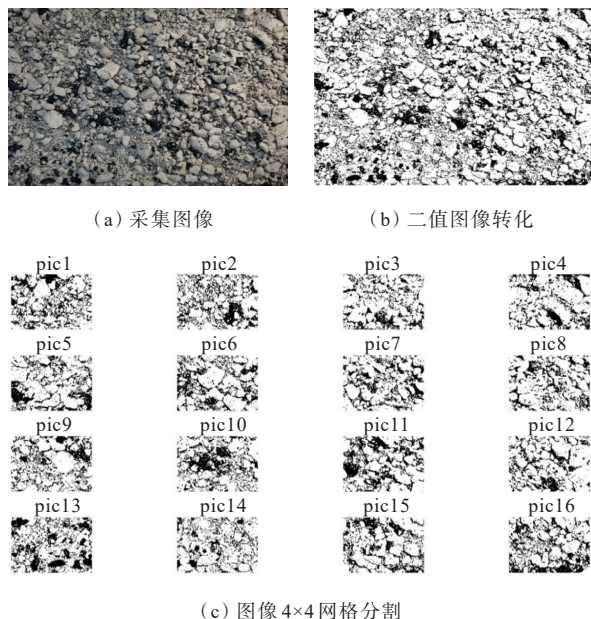 (a) 采集图像
(b) 二值图像转化
pic1 pic2 pic3 pic4
pic5 pic6 pic7 pic8
pic9 pic10 pic11 pic12
pic13 pic14 pic15 pic16
(c) 图像 4×4 网格分割